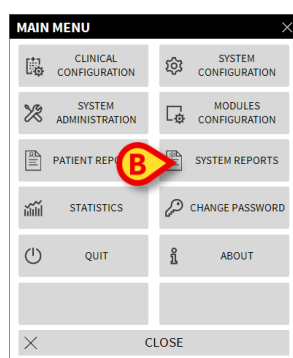 MAIN MENU
CLINICAL
CONFIGURATION
SYSTEM
CONFIGURATION
SYSTEM
ADMINISTRATION
MODULES
CONFIGURATION
PATIENT REPO
B
SYSTEM REPORTS
STATISTICS
CHANGE PASSWORD
QUIT
ABOUT
CLOSE